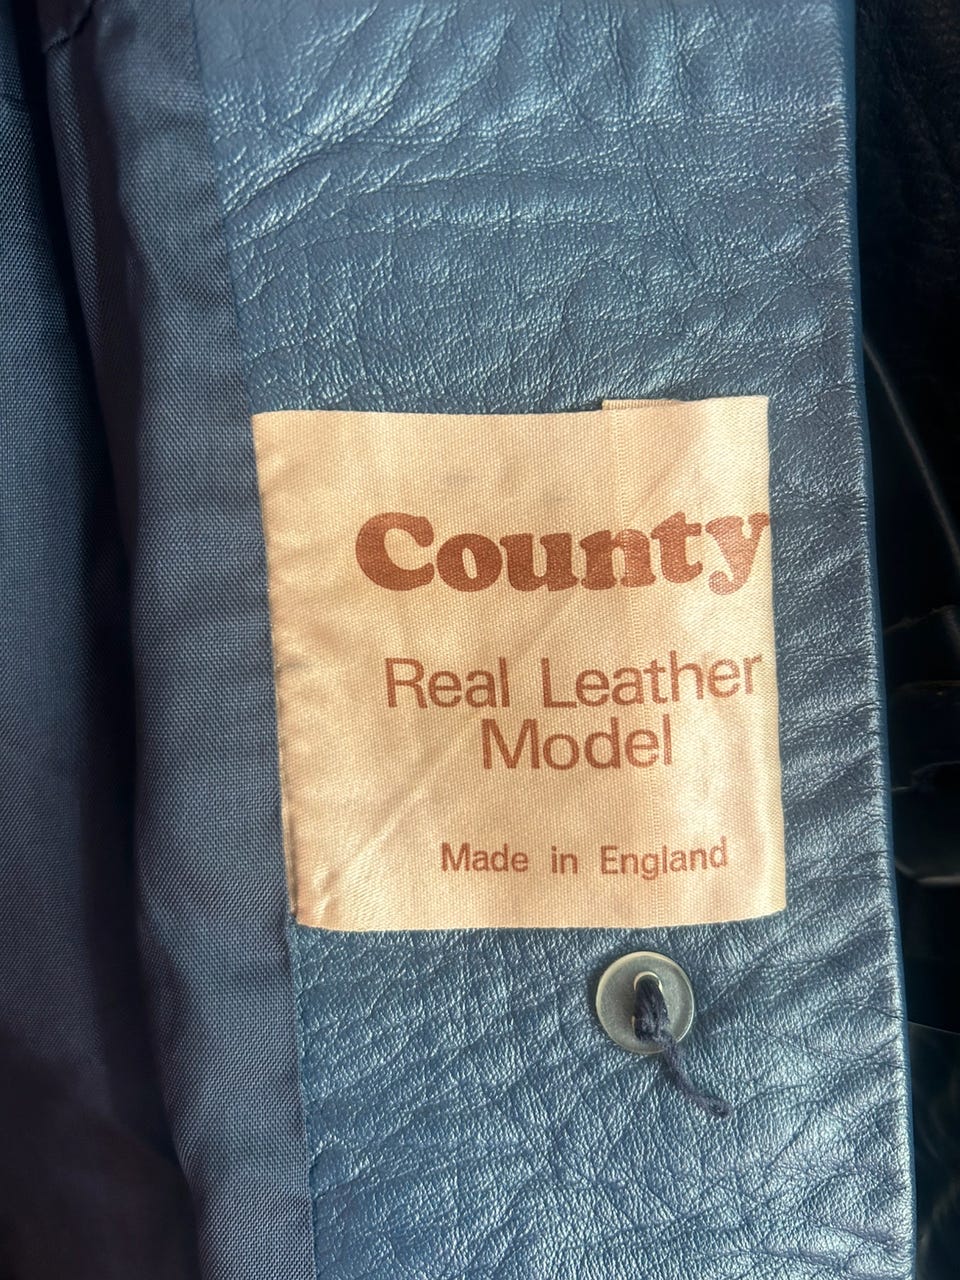 County
Real Leather
Model
Made in England